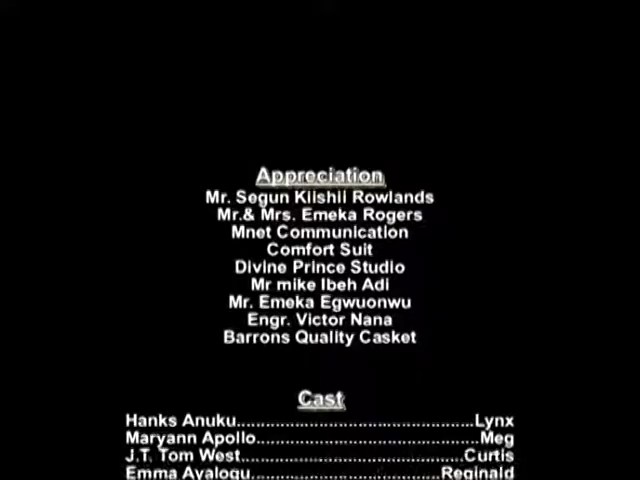 Appreciation
Mr. Segun Kiishii Rowlands
Mr.& Mrs. Emeka Rogers
Mnet Communication
Comfort Suit
Divine Prince Studio
Mr mike Ibeh Adi
Mr. Emeka Egwuonwu
Engr. Victor Nana
Barrons Quality Casket
Cast
Hanks Anuku..................................................Lynx
Maryann Apollo...............................................Meg
J.T. Tom West...............................................Curtis
Emma Ayalogu........................................Reginald